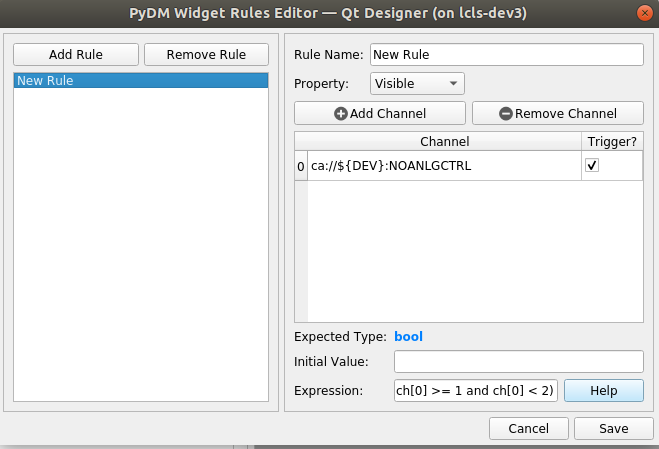 PyDM Widget Rules Editor — Qt Designer (on lcls-dev3)
Add Rule Remove Rule
New Rule
Rule Name: New Rule
Property: Visible
Add Channel Remove Channel
Channel Trigger?
0 ca://${DEV}:NOANLGCTRL
Expected Type: bool
Initial Value:
Expression: ch[0] >= 1 and ch[0] < 2) Help
Cancel Save